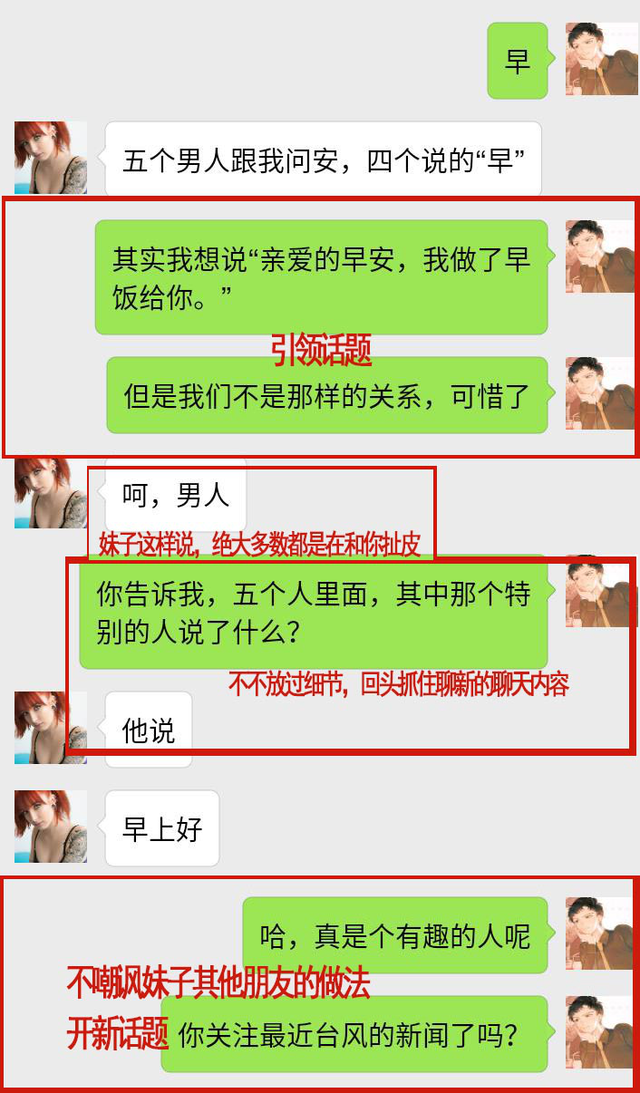 早
五个男人跟我问安，四个说的“早”
其实我想说“亲爱的早安，我做了早
饭给你。”
引领话题
但是我们不是那样的关系，可惜了
呵，男人
妹子这样说，绝大多数都是在和你扯皮
你告诉我，五个人里面，其中那个特
别的人说了什么？
不不放过细节，回头抓住聊新的聊天内容
他说
早上好
哈，真是个有趣的人呢
不嘲讽妹子其他朋友的做法
开新话题
你关注最近台风的新闻了吗？